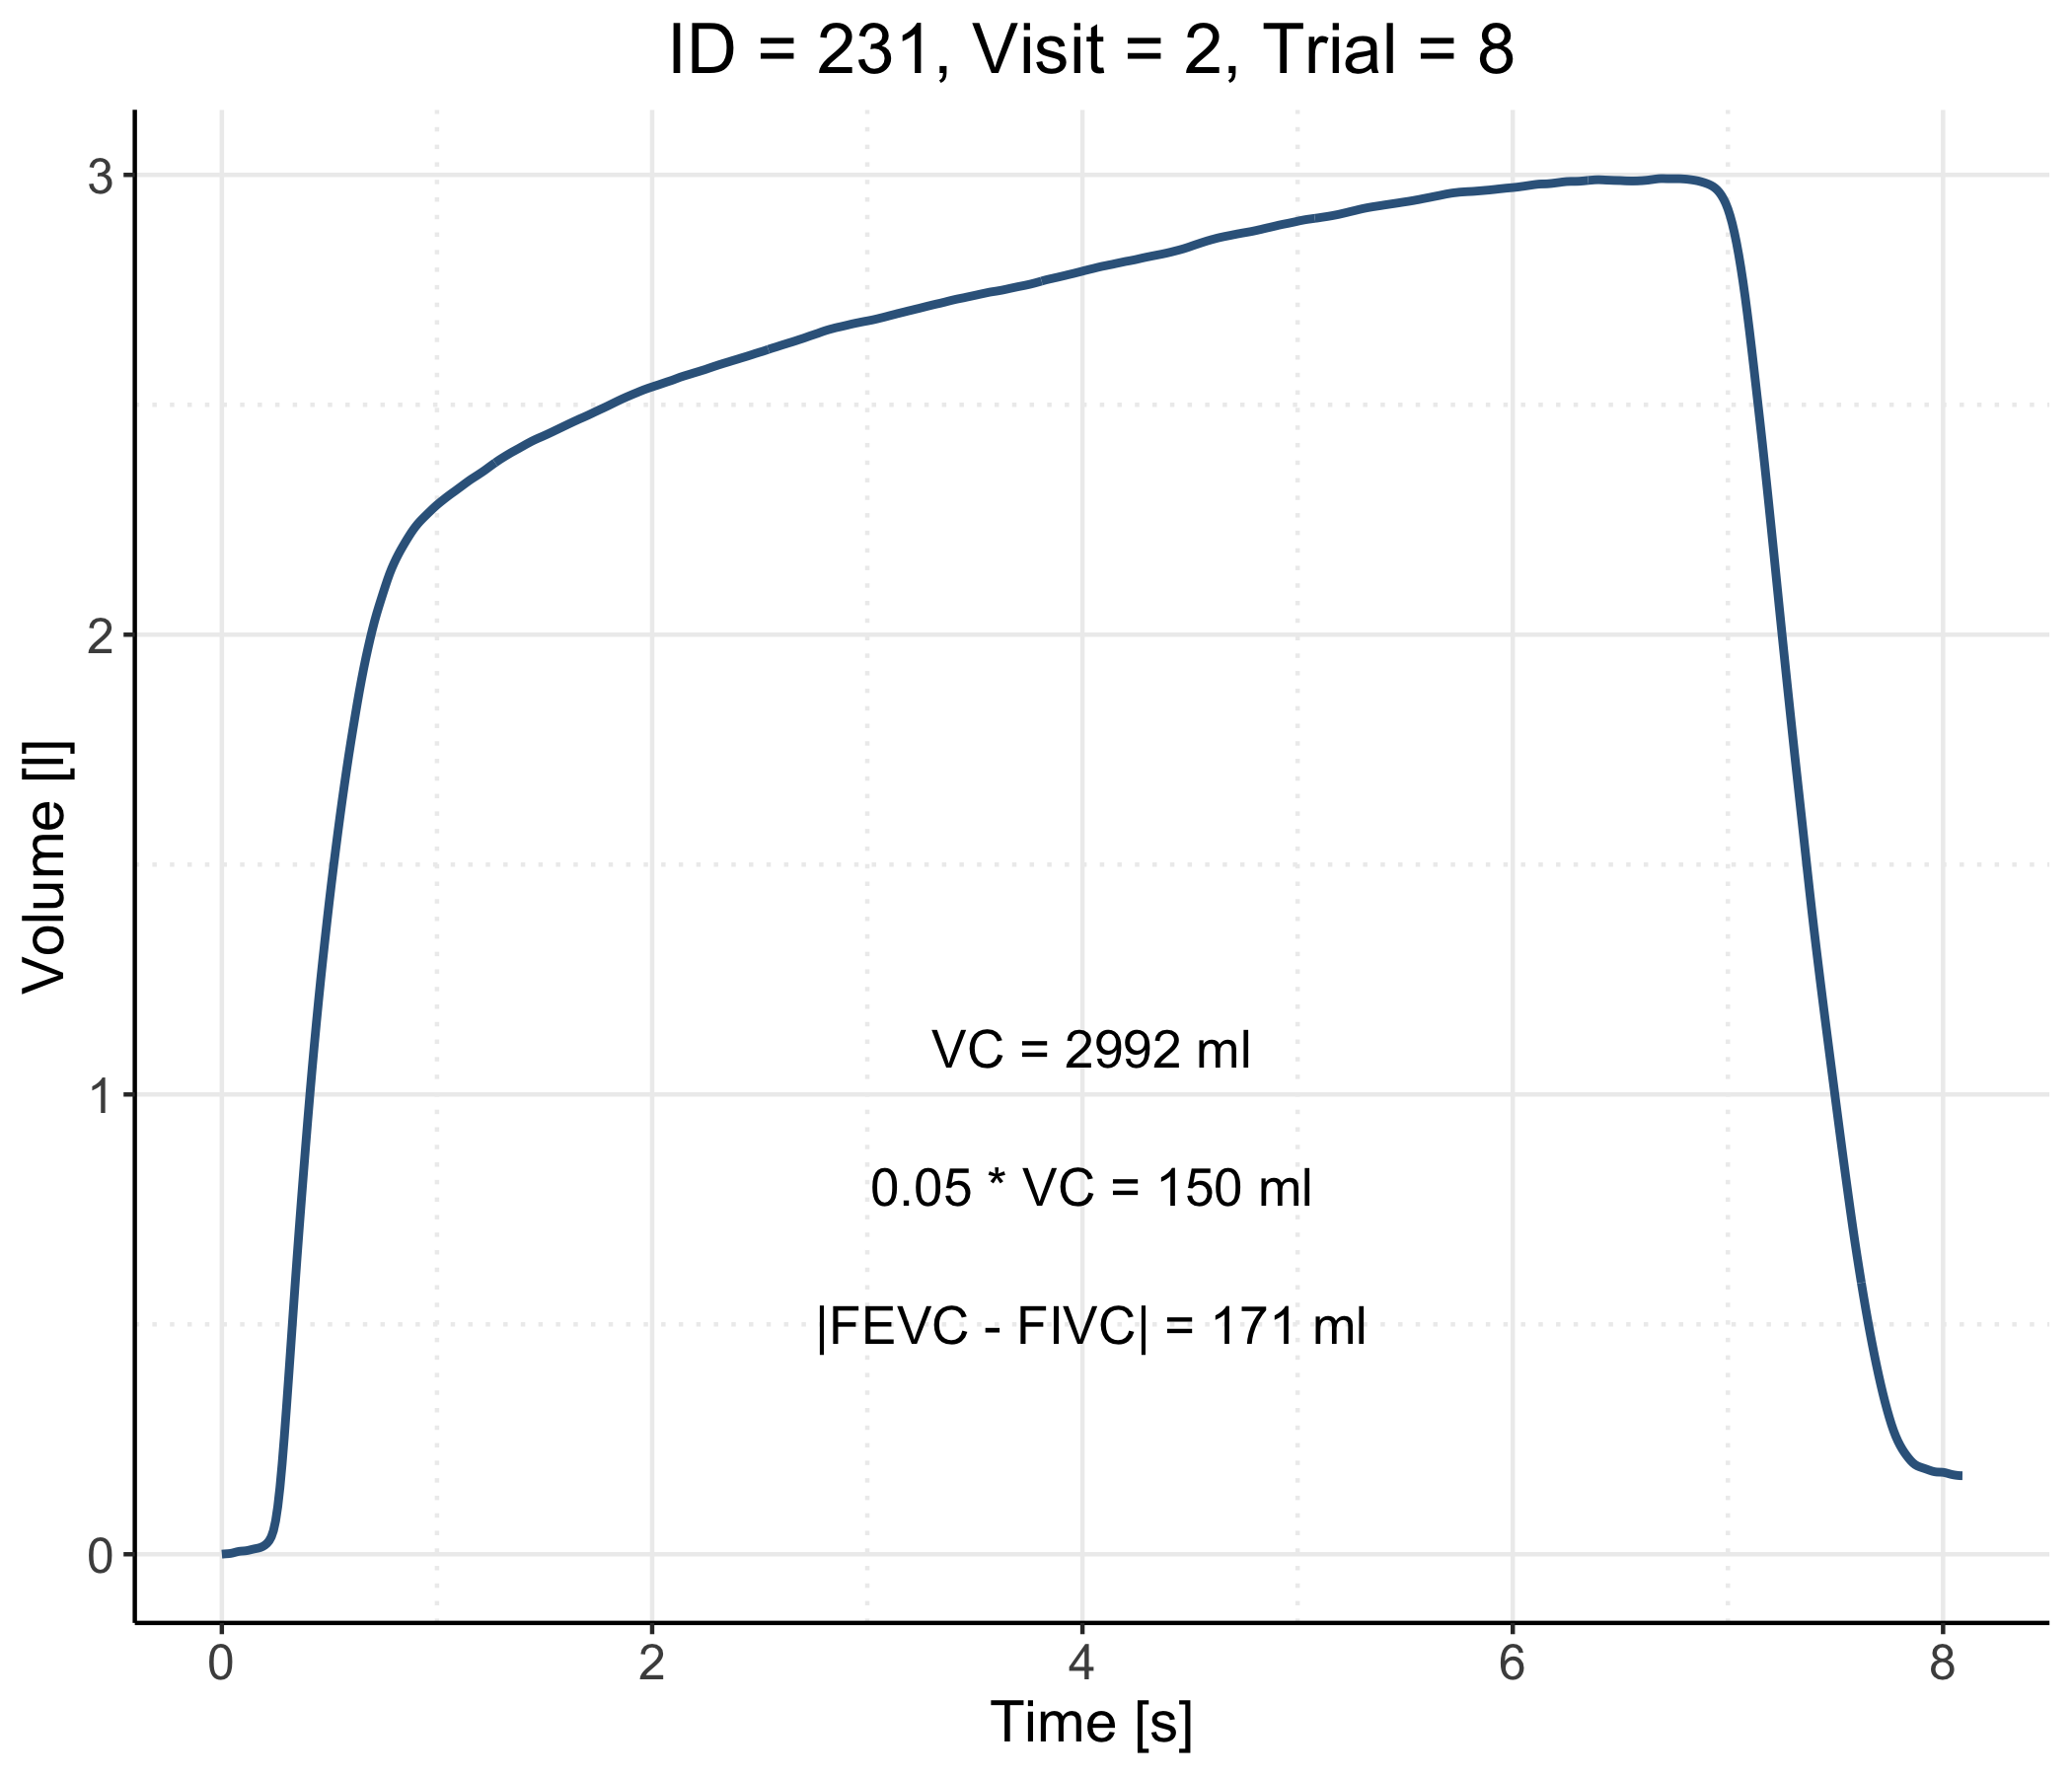 ID = 231, Visit = 2, Trial = 8
3
2
1
0
Volume [l]
VC = 2992 ml
0.05 * VC = 150 ml
|FEVC - FIVC| = 171 ml
0 2 4 6 8
Time [s]